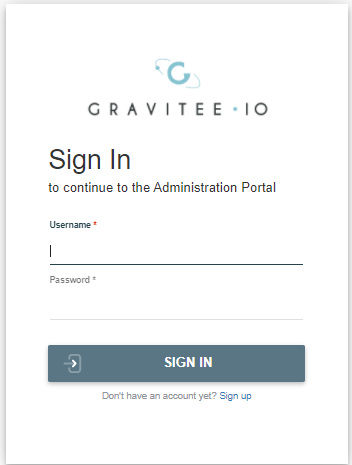 GRAVITEE·IO
Sign In
to continue to the Administration Portal
Username *
Password *
SIGN IN
Don't have an account yet? Sign up